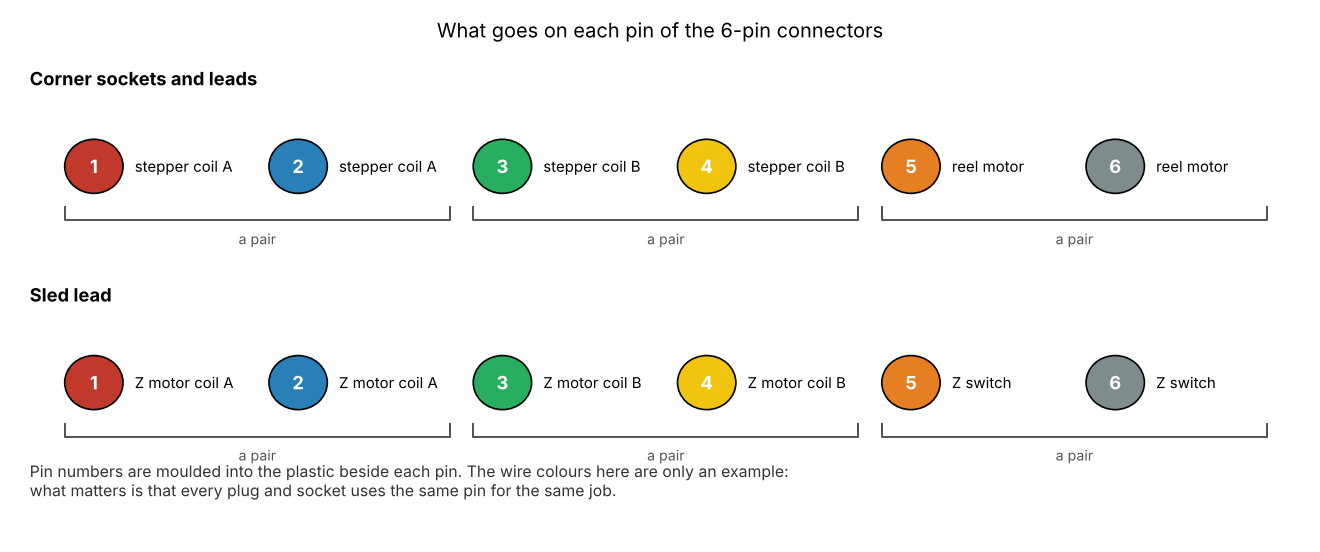 What goes on each pin of the 6-pin connectors
Corner sockets and leads
1 stepper coil A 2 stepper coil A 3 stepper coil B 4 stepper coil B 5 reel motor 6 reel motor
a pair a pair a pair
Sled lead
1 Z motor coil A 2 Z motor coil A 3 Z motor coil B 4 Z motor coil B 5 Z switch 6 Z switch
a pair a pair a pair
Pin numbers are moulded into the plastic beside each pin. The wire colours here are only an example:
what matters is that every plug and socket uses the same pin for the same job.